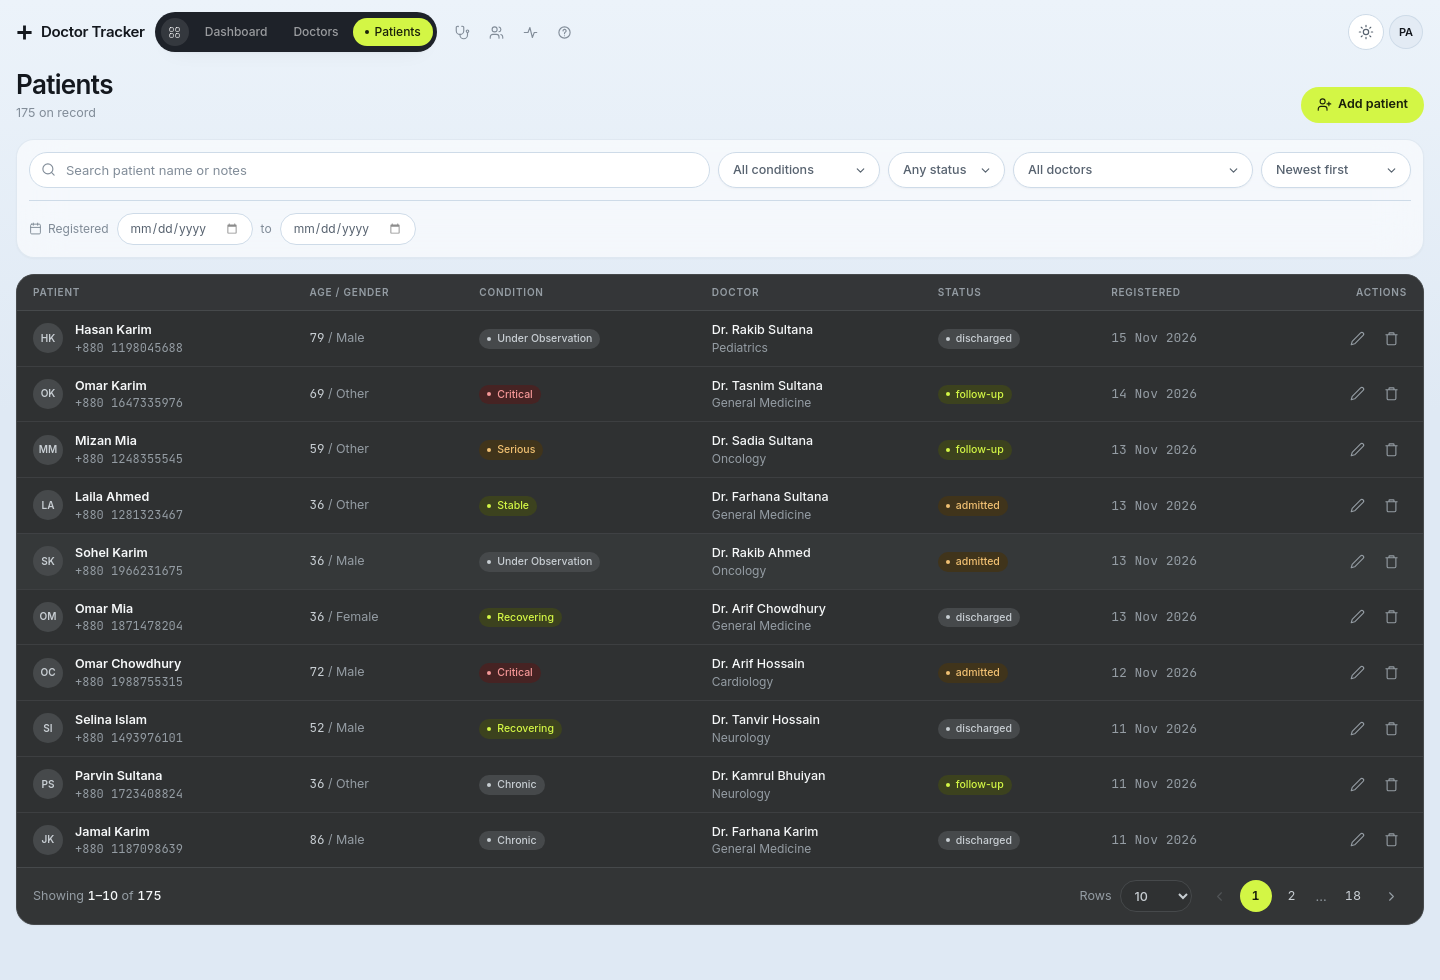 Doctor Tracker
Dashboard
Doctors
Patients
PA
Patients
175 on record
Add patient
Search patient name or notes
All conditions
Any status
All doctors
Newest first
Registered mm/dd/yyyy to mm/dd/yyyy
PATIENT AGE / GENDER CONDITION DOCTOR STATUS REGISTERED ACTIONS
HK Hasan Karim 79 / Male Under Observation Dr. Rakib Sultana discharged 15 Nov 2026
+880 1198045688 Pediatrics
OK Omar Karim 69 / Other Critical Dr. Tasnim Sultana follow-up 14 Nov 2026
+880 1647335976 General Medicine
MM Mizan Mia 59 / Other Serious Dr. Sadia Sultana follow-up 13 Nov 2026
+880 1248355545 Oncology
LA Laila Ahmed 36 / Other Stable Dr. Farhana Sultana admitted 13 Nov 2026
+880 1281323467 General Medicine
SK Sohel Karim 36 / Male Under Observation Dr. Rakib Ahmed admitted 13 Nov 2026
+880 1966231675 Oncology
OM Omar Mia 36 / Female Recovering Dr. Arif Chowdhury discharged 13 Nov 2026
+880 1871478204 General Medicine
OC Omar Chowdhury 72 / Male Critical Dr. Arif Hossain admitted 12 Nov 2026
+880 1988755315 Cardiology
SI Selina Islam 52 / Male Recovering Dr. Tanvir Hossain discharged 11 Nov 2026
+880 1493976101 Neurology
PS Parvin Sultana 36 / Other Chronic Dr. Kamrul Bhuiyan follow-up 11 Nov 2026
+880 1723408824 Neurology
JK Jamal Karim 86 / Male Chronic Dr. Farhana Karim discharged 11 Nov 2026
+880 1187098639 General Medicine
Showing 1–10 of 175
Rows 10 1 2 ... 18